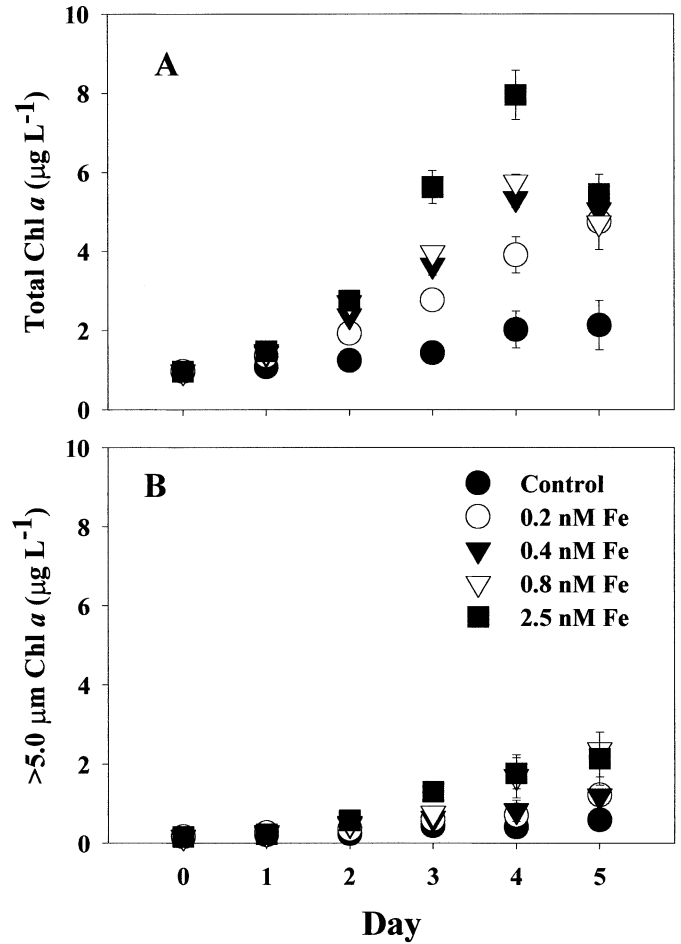 10
8
6
4
2
0
A
Total Chl a (µg L⁻¹)
10
8
6
4
2
0
B
>5.0 µm Chl a (µg L⁻¹)
Control
0.2 nM Fe
0.4 nM Fe
0.8 nM Fe
2.5 nM Fe
0 1 2 3 4 5
Day